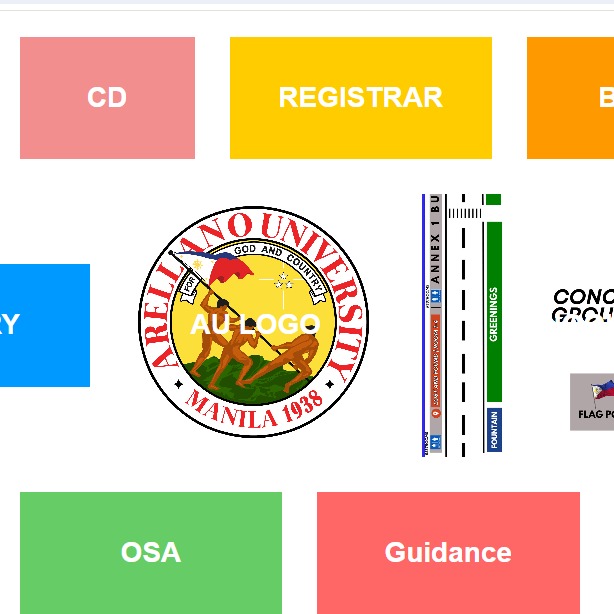 CD
REGISTRAR
B
ARELLANO UNIVERSITY
FOR GOD AND COUNTRY
AU LOGO
MANILA 1938
ANNEX 1 BU
GREENINGS
FOUNTAIN
CONC
GROU
FLAG PO
RY
OSA
Guidance